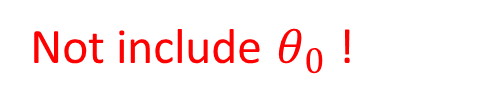 Not include θ₀ !